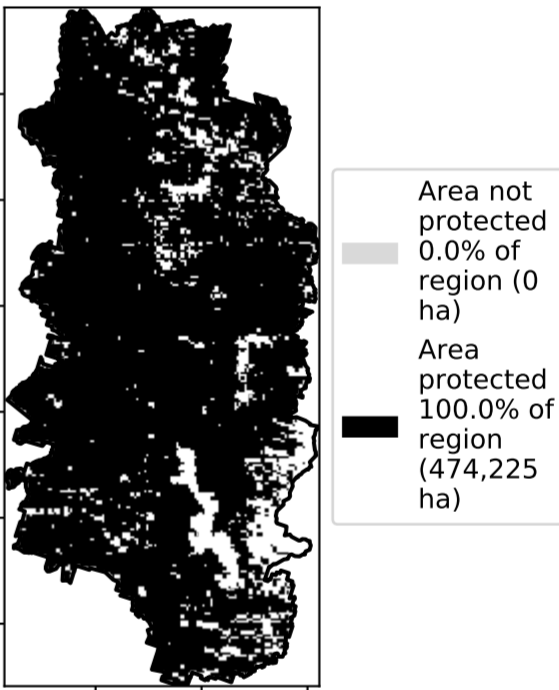 Area not
protected
0.0% of
region (0
ha)
Area
protected
100.0% of
region
(474,225
ha)